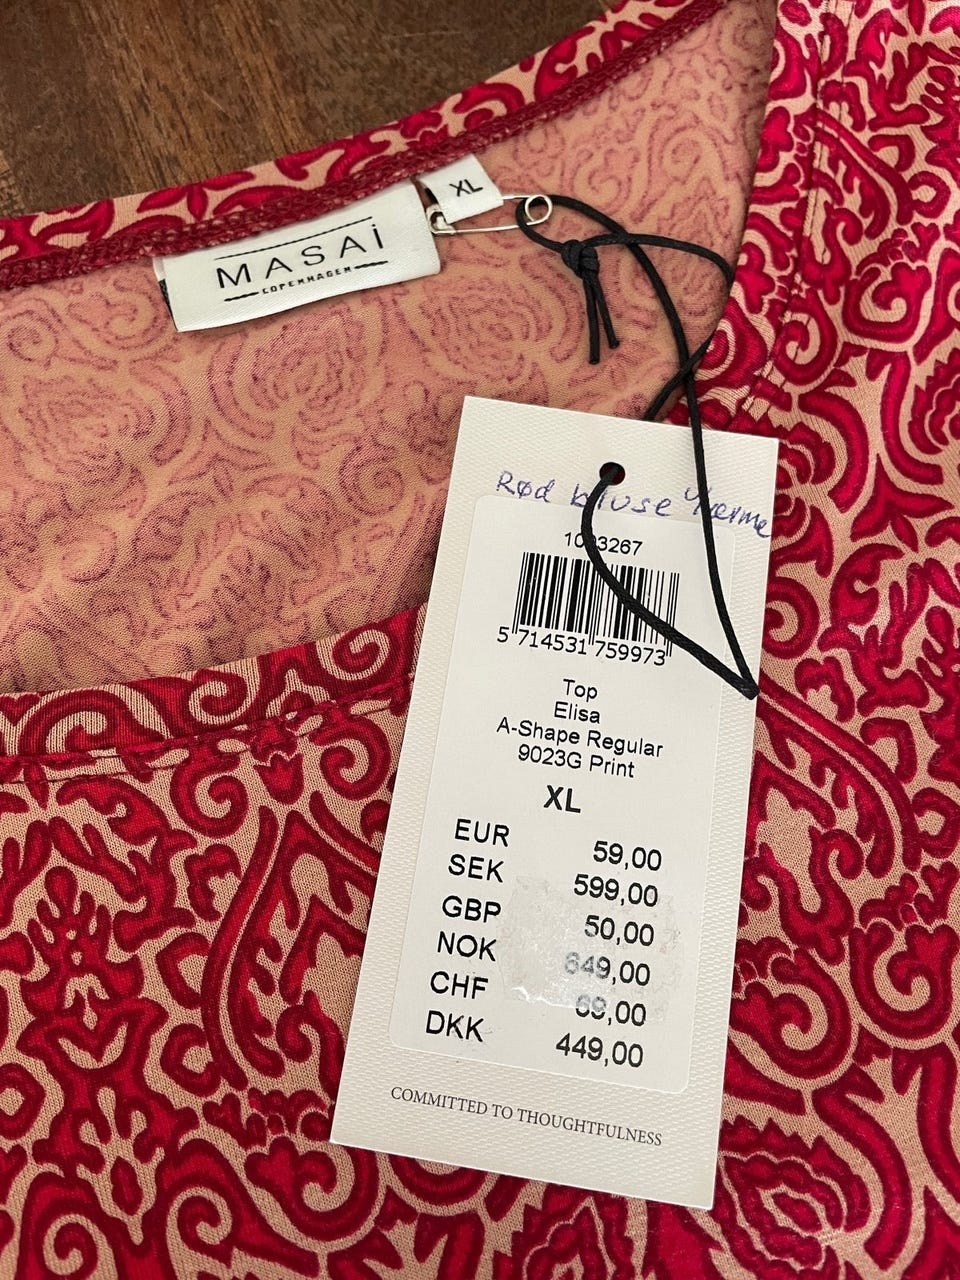 XL
MASAI
COPENHAGEN
Rød bluse
5 714531 759973
Top
Elisa
A-Shape Regular
9023G Print
XL
EUR 59,00
SEK 599,00
GBP 50,00
NOK 649,00
CHF 69,00
DKK 449,00
COMMITTED TO THOUGHTFULNESS